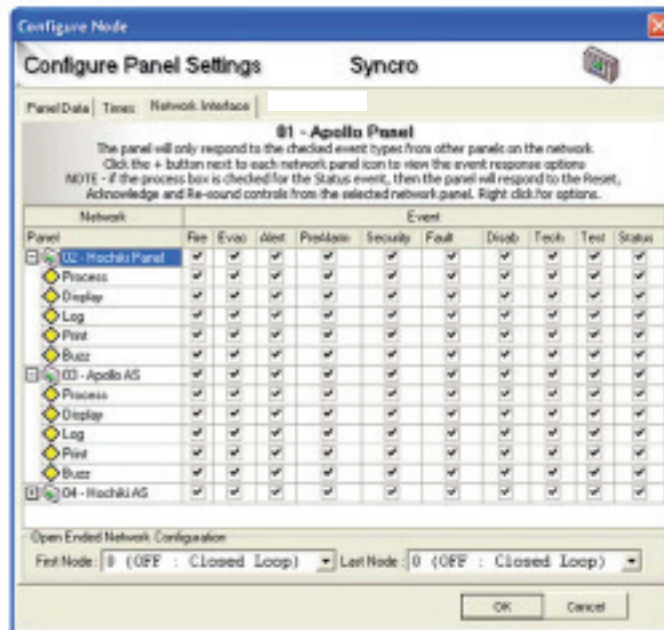 Configure Node
Configure Panel Settings Syncro
Panel Data Times Network Interface
01 - Apollo Panel
The panel will only respond to the checked event types from other panels on the network
Click the + button next to each network panel icon to view the event response options
NOTE - if the process box is checked for the Status event, then the panel will respond to the Reset,
Acknowledge and Re-sound controls from the selected network panel. Right click for options.
Network Event
Panel Fire Evac Alert PreAlarm Security Fault Disab Tech Test Status
02 - Hochiki Panel
Process
Display
Log
Print
Buzz
03 - Apollo AS
Process
Display
Log
Print
Buzz
04 - Hochiki AS
Open Ended Network Configuration
First Node : 0 (OFF : Closed Loop) Last Node : 0 (OFF : Closed Loop)
OK Cancel